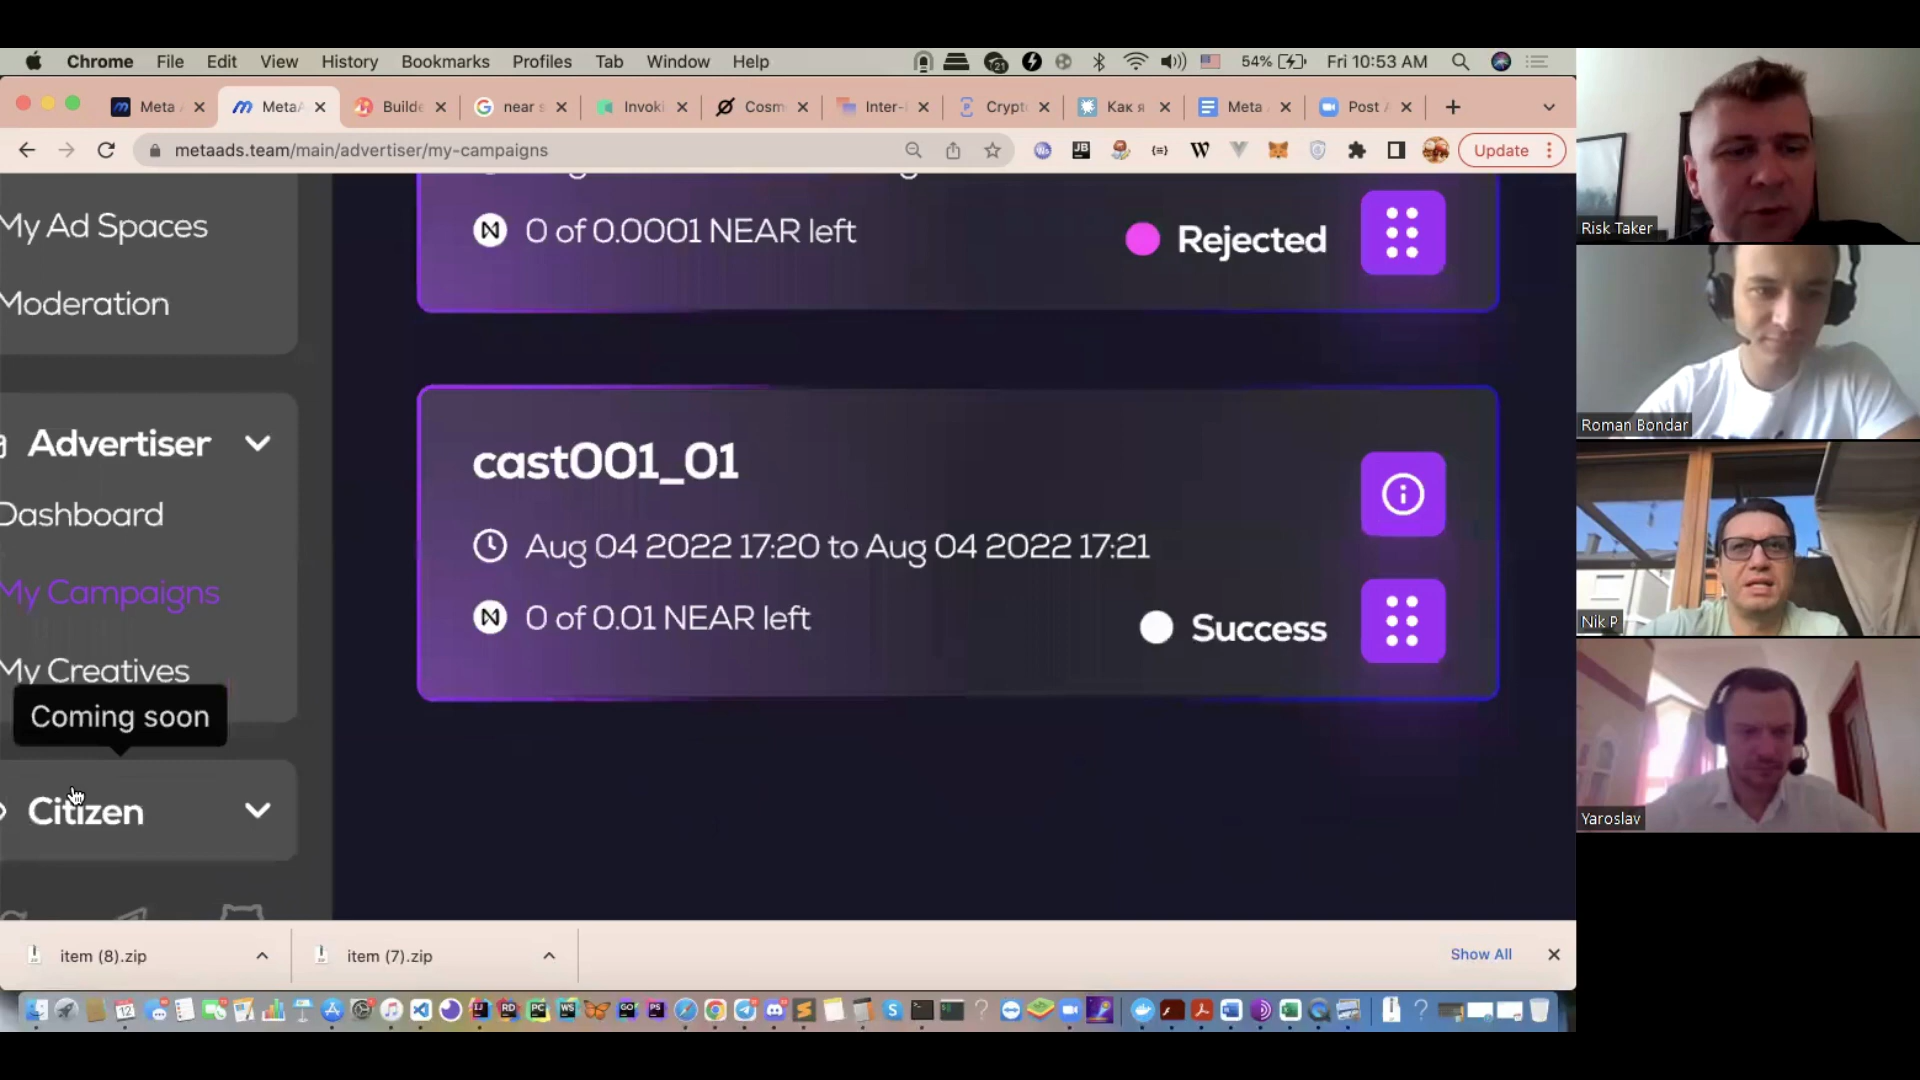 Chrome File Edit View History Bookmarks Profiles Tab Window Help 21 54% Fri 10:53 AM
Meta MetaA Builde near s Invoki Cosm Inter- Crypt Как я Meta Post
metaads.team/main/advertiser/my-campaigns
Update
My Ad Spaces
Moderation
Advertiser
Dashboard
My Campaigns
My Creatives
Coming soon
Citizen
0 of 0.0001 NEAR left
Rejected
cast001_01
Aug 04 2022 17:20 to Aug 04 2022 17:21
0 of 0.01 NEAR left
Success
item (8).zip
item (7).zip
Show All
Risk Taker
Roman Bondar
Nik P
Yaroslav